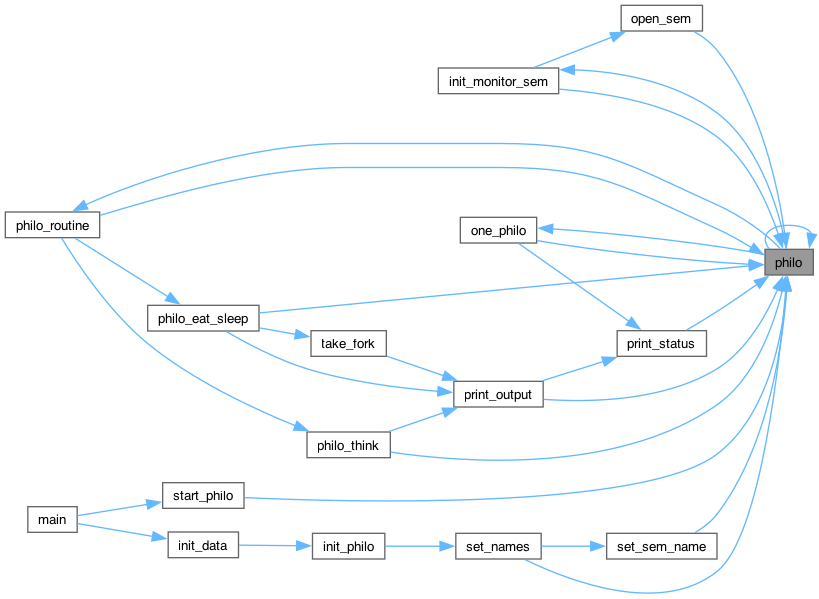 open_sem
init_monitor_sem
philo_routine
one_philo
philo
philo_eat_sleep
take_fork
print_status
print_output
philo_think
start_philo
main
init_data
init_philo
set_names
set_sem_name